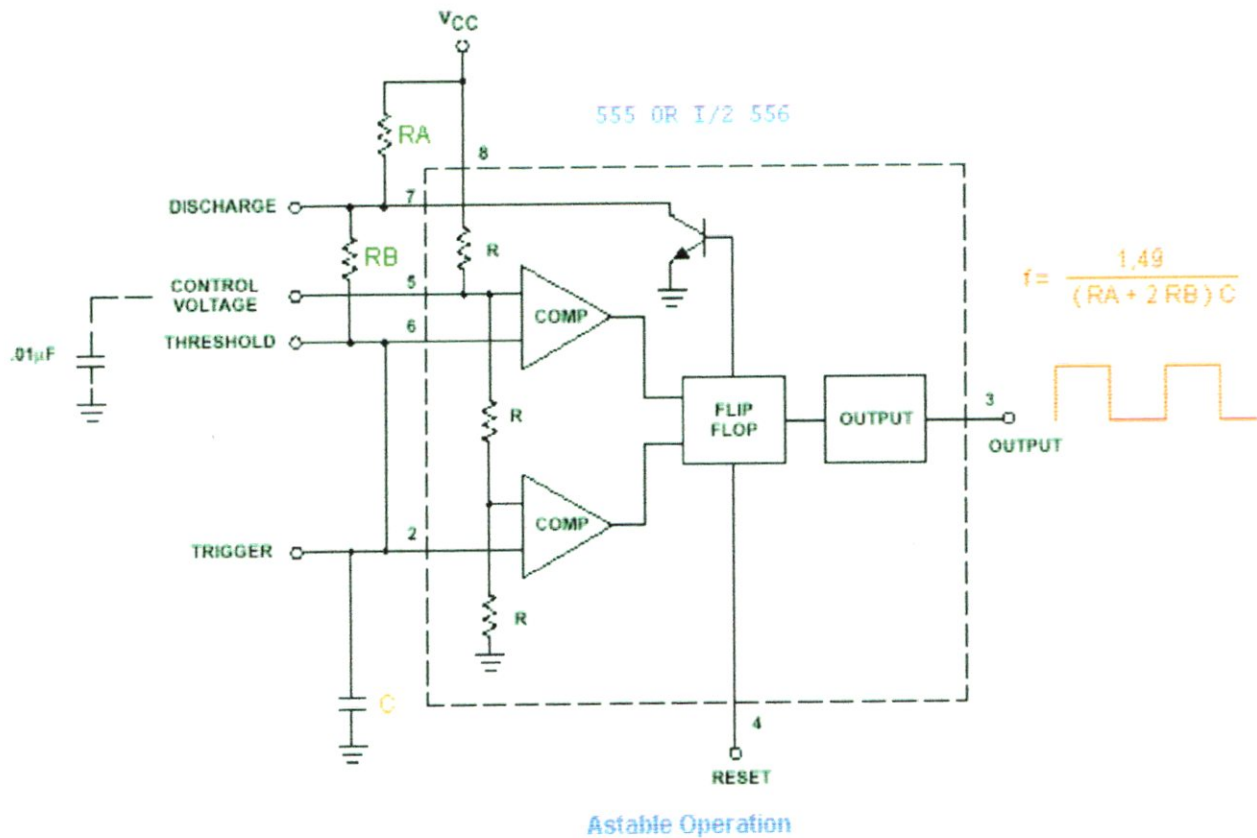 VCC
555 OR I/2 556
RA
8
DISCHARGE
7
RB
R
CONTROL
VOLTAGE
5
COMP
THRESHOLD
6
.01µF
f= 1,49
(RA + 2 RB) C
R
FLIP
FLOP
OUTPUT
3
OUTPUT
COMP
TRIGGER
2
R
C
4
RESET
Astable Operation